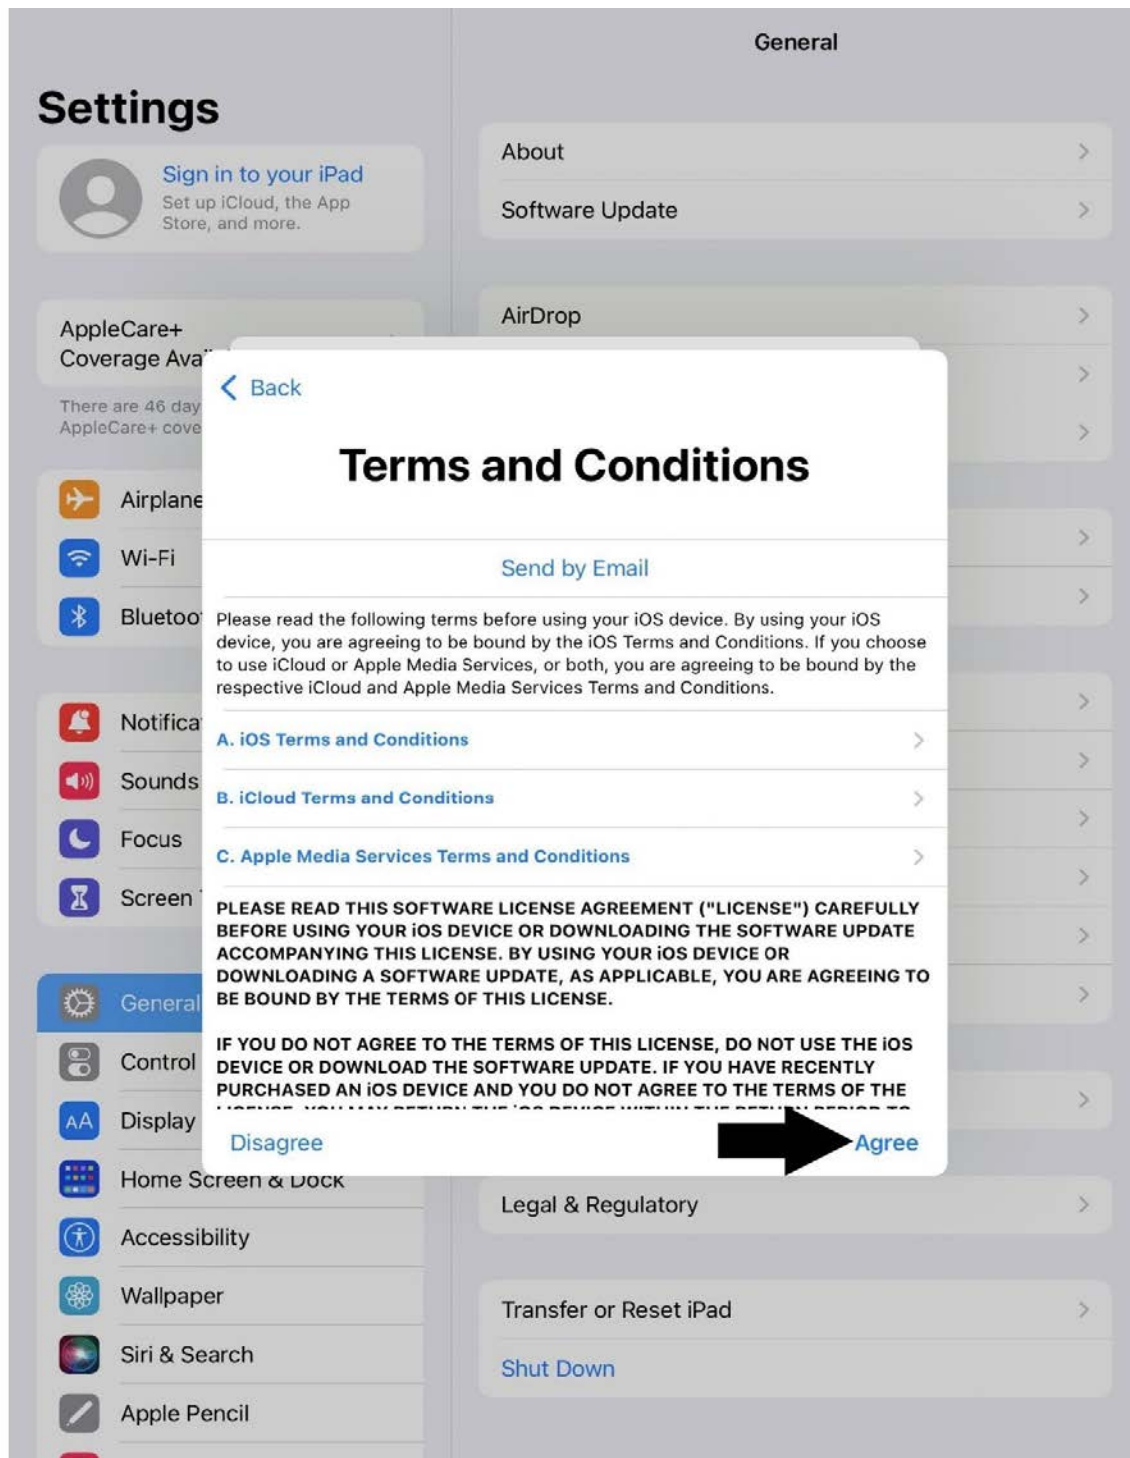 General
Settings
Sign in to your iPad
Set up iCloud, the App
Store, and more.
About
Software Update
AppleCare+
Coverage Ava
There are 46 day
AppleCare+ cove
AirDrop
Back
Terms and Conditions
Airplane
Wi-Fi
Bluetoo
Send by Email
Please read the following terms before using your iOS device. By using your iOS
device, you are agreeing to be bound by the iOS Terms and Conditions. If you choose
to use iCloud or Apple Media Services, or both, you are agreeing to be bound by the
respective iCloud and Apple Media Services Terms and Conditions.
Notifica
Sounds
Focus
Screen
A. iOS Terms and Conditions
B. iCloud Terms and Conditions
C. Apple Media Services Terms and Conditions
PLEASE READ THIS SOFTWARE LICENSE AGREEMENT ("LICENSE") CAREFULLY
BEFORE USING YOUR iOS DEVICE OR DOWNLOADING THE SOFTWARE UPDATE
ACCOMPANYING THIS LICENSE. BY USING YOUR iOS DEVICE OR
DOWNLOADING A SOFTWARE UPDATE, AS APPLICABLE, YOU ARE AGREEING TO
BE BOUND BY THE TERMS OF THIS LICENSE.
IF YOU DO NOT AGREE TO THE TERMS OF THIS LICENSE, DO NOT USE THE iOS
DEVICE OR DOWNLOAD THE SOFTWARE UPDATE. IF YOU HAVE RECENTLY
PURCHASED AN iOS DEVICE AND YOU DO NOT AGREE TO THE TERMS OF THE
Disagree
Agree
General
Control
AA
Display
Home Screen & Dock
Accessibility
Wallpaper
Siri & Search
Apple Pencil
Legal & Regulatory
Transfer or Reset iPad
Shut Down